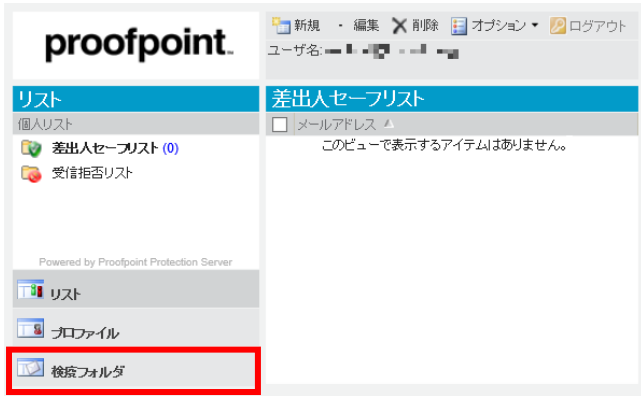 proofpoint.
新規 ・ 編集 削除 オプション ログアウト
ユーザ名:
リスト
個人リスト
差出人セーフリスト (0)
受信拒否リスト
Powered by Proofpoint Protection Server
リスト
プロファイル
検疫フォルダ
差出人セーフリスト
メールアドレス
このビューで表示するアイテムはありません。